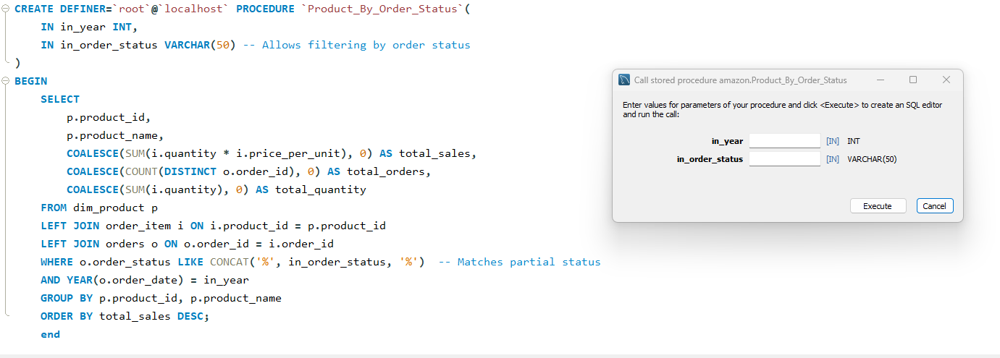 CREATE DEFINER=`root`@`localhost` PROCEDURE `Product_By_Order_Status`(
IN in_year INT,
IN in_order_status VARCHAR(50) -- Allows filtering by order status
)
BEGIN
SELECT
p.product_id,
p.product_name,
COALESCE(SUM(i.quantity * i.price_per_unit), 0) AS total_sales,
COALESCE(COUNT(DISTINCT o.order_id), 0) AS total_orders,
COALESCE(SUM(i.quantity), 0) AS total_quantity
FROM dim_product p
LEFT JOIN order_item i ON i.product_id = p.product_id
LEFT JOIN orders o ON o.order_id = i.order_id
WHERE o.order_status LIKE CONCAT('%', in_order_status, '%')  -- Matches partial status
AND YEAR(o.order_date) = in_year
GROUP BY p.product_id, p.product_name
ORDER BY total_sales DESC;
end
Call stored procedure amazon.Product_By_Order_Status
Enter values for parameters of your procedure and click <Execute> to create an SQL editor
and run the call:
in_year [IN] INT
in_order_status [IN] VARCHAR(50)
Execute Cancel